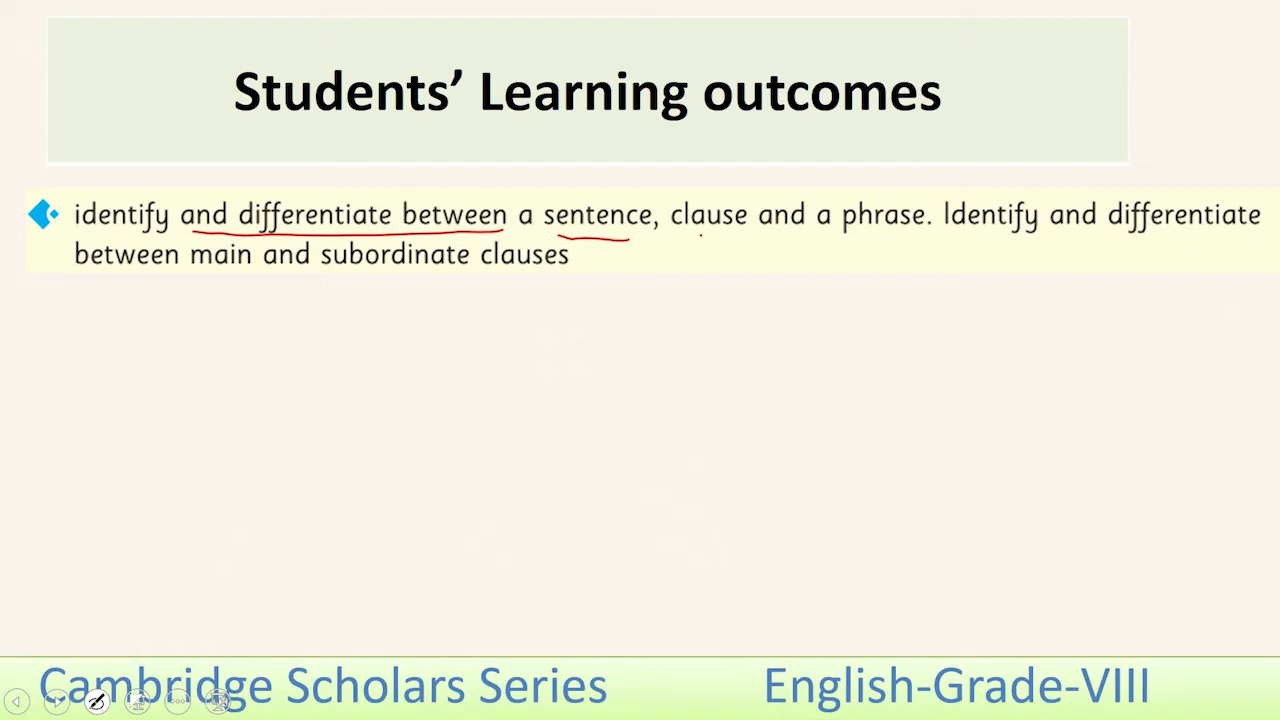 Students’ Learning outcomes
identify and differentiate between a sentence, clause and a phrase. Identify and differentiate
between main and subordinate clauses
Cambridge Scholars Series English-Grade-VIII